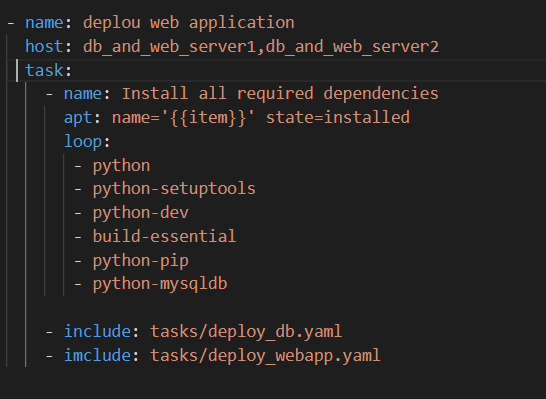 - name: deplou web application
host: db_and_web_server1,db_and_web_server2
task:
- name: Install all required dependencies
apt: name='{{item}}' state=installed
loop:
- python
- python-setuptools
- python-dev
- build-essential
- python-pip
- python-mysqldb
- include: tasks/deploy_db.yaml
- imclude: tasks/deploy_webapp.yaml